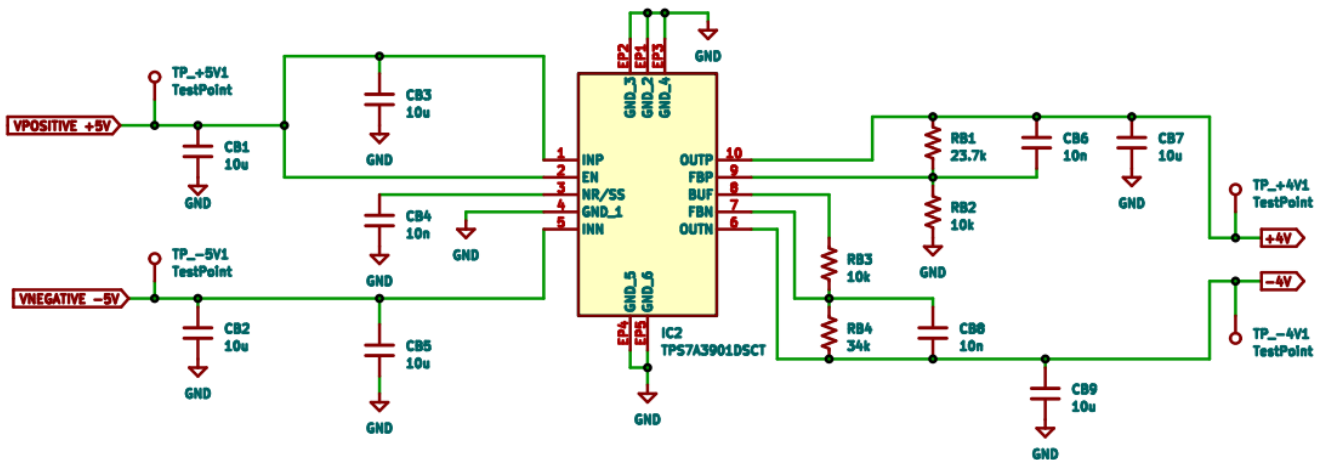 GND
EP2
EP1
EP3
GND_3
GND_2
GND_4
TP_+5V1
TestPoint
VPOSITIVE +5V
CB1
10u
GND
CB3
10u
GND
1
INP
2
EN
3
NR/SS
4
GND_1
5
INN
CB4
10n
GND
GND
TP_-5V1
TestPoint
VNEGATIVE -5V
CB2
10u
GND
CB5
10u
GND
OUTP
10
FBP
9
BUF
8
FBN
7
OUTN
6
GND_5
GND_6
EP4
EP5
GND
IC2
TPS7A3901DSCT
RB1
23.7k
CB6
10n
CB7
10u
GND
RB2
10k
GND
TP_+4V1
TestPoint
+4V
RB3
10k
RB4
34k
CB8
10n
-4V
TP_-4V1
TestPoint
CB9
10u
GND